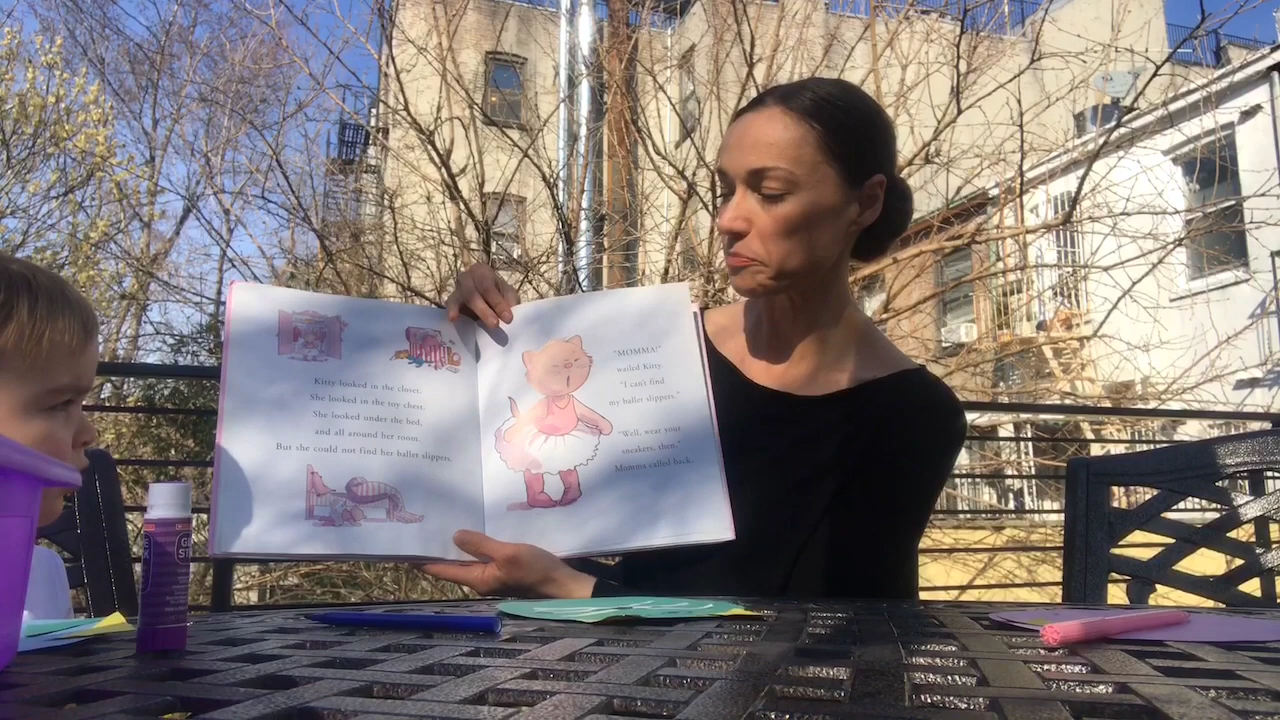 Kitty looked in the closet.
She looked in the toy chest.
She looked under the bed,
and all around her room.
But she could not find her ballet slippers.
"MOMMA!"
wailed Kitty.
"I can't find
my ballet slippers."
"Well, wear your
sneakers, then,"
Momma called back.